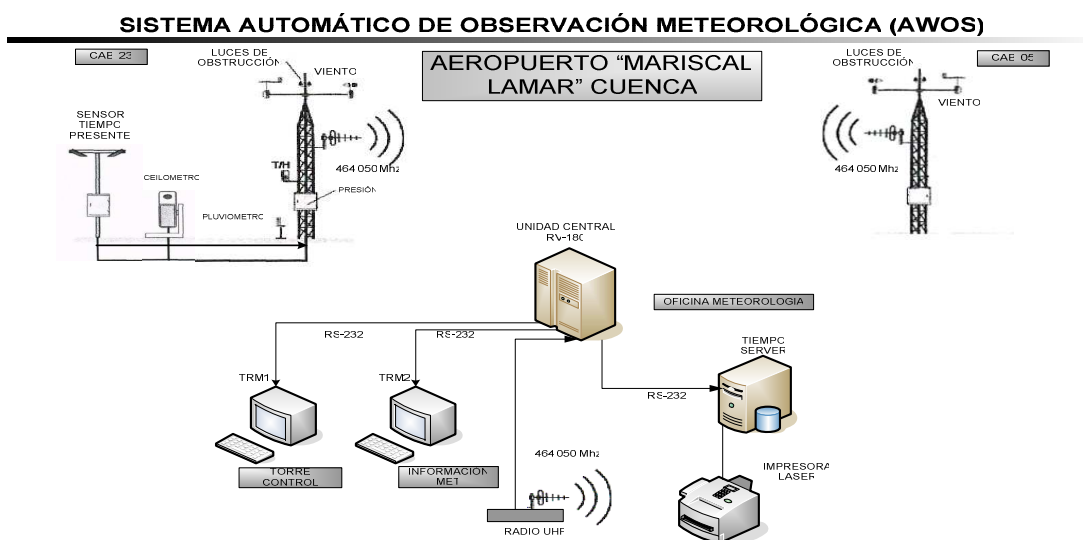 SISTEMA AUTOMÁTICO DE OBSERVACIÓN METEOROLÓGICA (AWOS)
CAB 23
LUCES DE
OBSTRUCCIÓN
VIENTO
AEROPUERTO “MARISCAL
LAMAR” CUENCA
LUCES DE
OBSTRUCCIÓN
CAB 05
VIENTO
SENSOR
TIEMPO
PRESENTE
T/H
464 050 Mhz
464 050 Mhz
CEILOMETRO
PRESIÓN
PLUVIOMETRO
UNIDAD CENTRAL
RV-180
OFICINA METEOROLOGIA
RS-232
RS-232
TIEMPO
SERVER
TRM1
TRM2
RS-232
464 050 Mhz
TORRE
CONTROL
INFORMACIÓN
MET
IMPRESORA
LASER
RADIO UHF